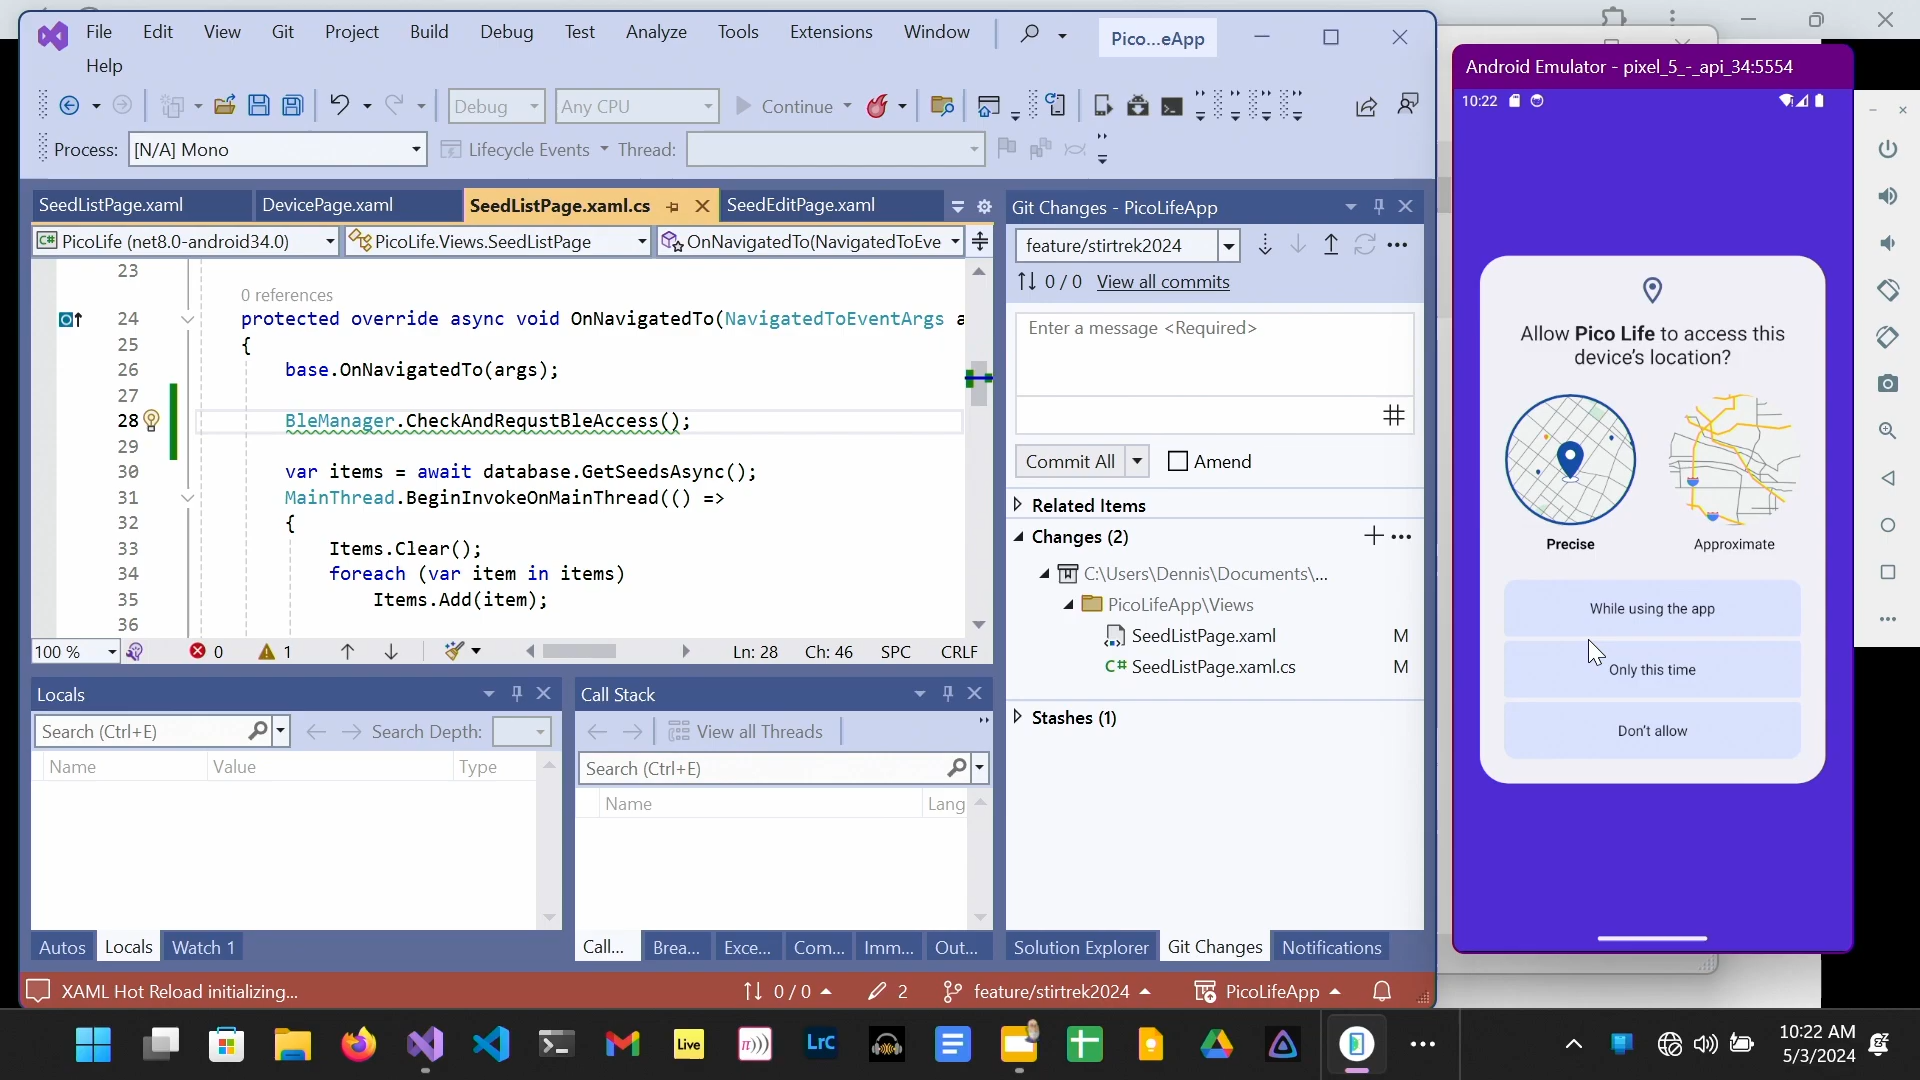 File Edit View Git Project Build Debug Test Analyze Tools Extensions Window Pico...eApp
Help
Debug Any CPU Continue
Process: [N/A] Mono Lifecycle Events Thread:
SeedListPage.xaml DevicePage.xaml SeedListPage.xaml.cs SeedEditPage.xaml
PicoLife (net8.0-android34.0) PicoLife.Views.SeedListPage OnNavigatedTo(NavigatedToEve
23
0 references
24 protected override async void OnNavigatedTo(NavigatedToEventArgs a
25 {
26 base.OnNavigatedTo(args);
27
28 BleManager.CheckAndRequstBleAccess();
29
30 var items = await database.GetSeedsAsync();
31 MainThread.BeginInvokeOnMainThread(() =>
32 {
33 Items.Clear();
34 foreach (var item in items)
35 Items.Add(item);
36
100 % 0 1 Ln: 28 Ch: 46 SPC CRLF
Locals
Search (Ctrl+E) Search Depth:
Name Value Type
Autos Locals Watch 1
Call Stack
View all Threads
Search (Ctrl+E)
Name Lang
Call... Brea... Exce... Com... Imm... Out...
Git Changes - PicoLifeApp
feature/stirtrek2024
0 / 0 View all commits
Enter a message <Required>
Commit All Amend
Related Items
Changes (2)
C:\Users\Dennis\Documents\...
PicoLifeApp\Views
SeedListPage.xaml M
C# SeedListPage.xaml.cs M
Stashes (1)
Solution Explorer Git Changes Notifications
XAML Hot Reload initializing... 0 / 0 2 feature/stirtrek2024 PicoLifeApp
Android Emulator - pixel_5_-_api_34:5554
10:22
Allow Pico Life to access this
device's location?
Precise Approximate
While using the app
Only this time
Don't allow
Live π))) LrC
10:22 AM
5/3/2024